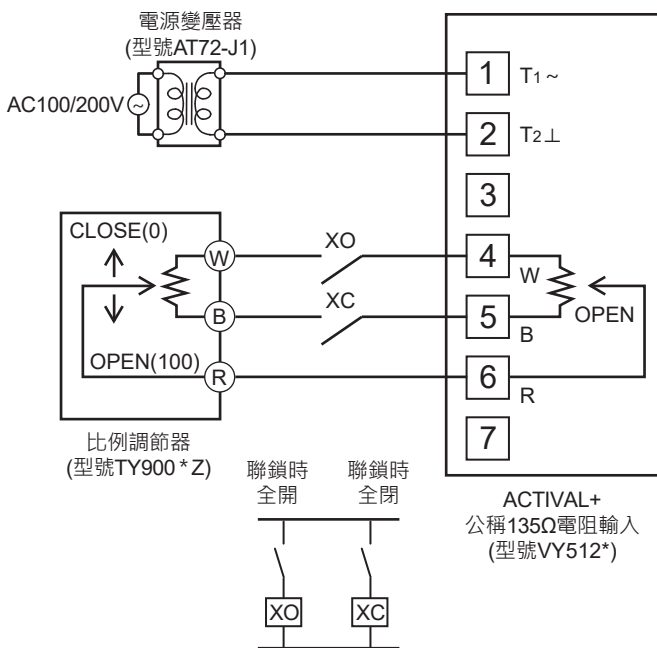 電源變壓器
(型號AT72-J1)
AC100/200V
~
1 T1~
2 T2⊥
3
CLOSE(0)
W
XO
4
W
B
XC
5
B
OPEN
OPEN(100)
R
6
R
7
比例調節器
(型號TY900*Z)
聯鎖時
全開
聯鎖時
全閉
ACTIVAL+
公稱135Ω電阻輸入
(型號VY512*)
XO
XC